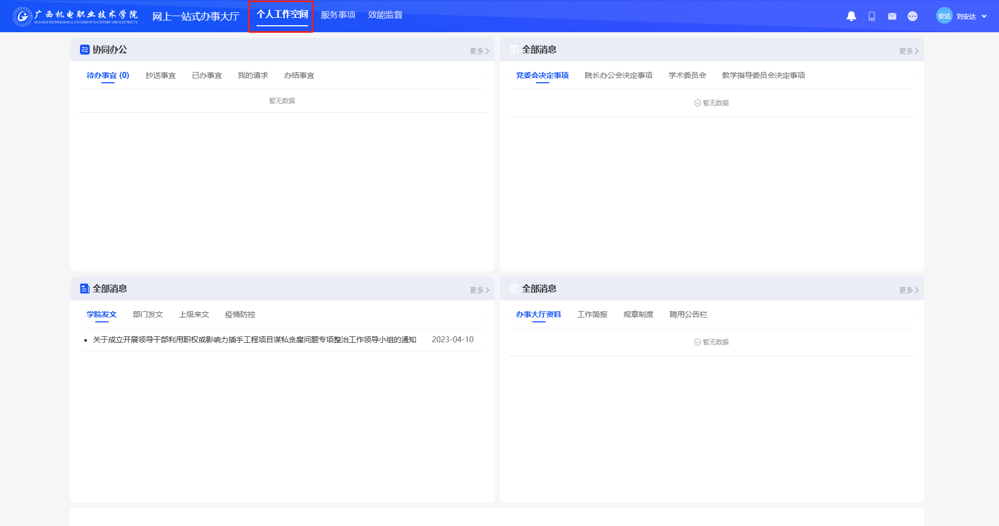 广西机电职业技术学院
GUANGXI TECHNOLOGICAL COLLEGE OF MACHINERY AND ELECTRICITY
网上一站式办事大厅 个人工作空间 服务事项 效能监督 安达 刘安达
协同办公 更多
待办事宜 (0) 抄送事宜 已办事宜 我的请求 办结事宜
暂无数据
全部消息 更多
党委会决定事项 院长办公会决定事项 学术委员会 教学指导委员会决定事项
暂无数据
全部消息 更多
学院发文 部门发文 上级来文 疫情防控
关于成立开展领导干部利用职权或影响力插手工程项目谋私贪腐问题专项整治工作领导小组的通知 2023-04-10
全部消息 更多
办事大厅资料 工作简报 规章制度 聘用公告栏
暂无数据